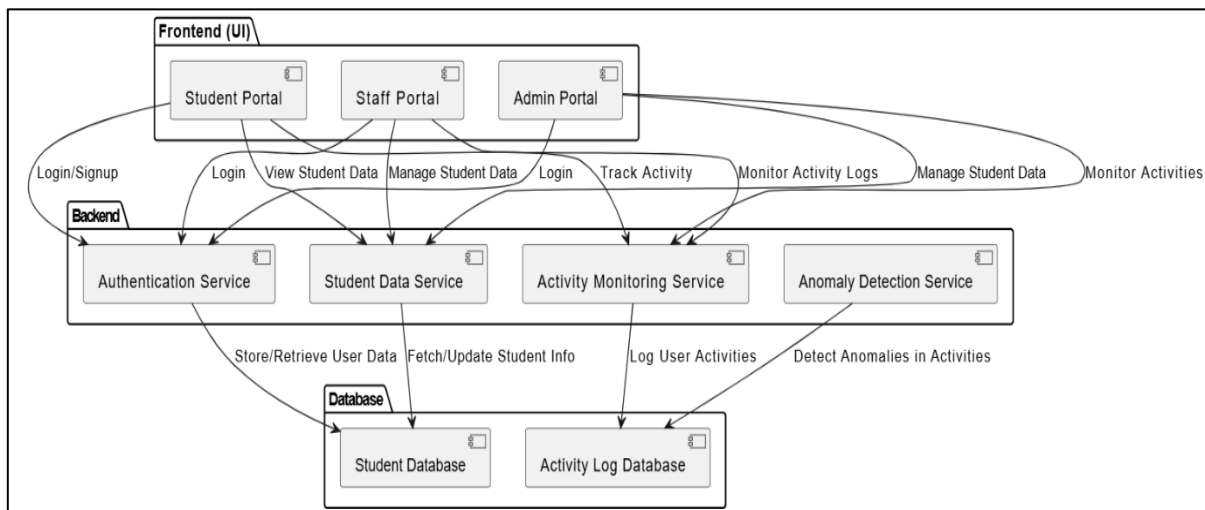 Frontend (UI)
Student Portal
Staff Portal
Admin Portal
Login/Signup
Login
View Student Data
Manage Student Data
Login
Track Activity
Monitor Activity Logs
Manage Student Data
Monitor Activities
Backend
Authentication Service
Student Data Service
Activity Monitoring Service
Anomaly Detection Service
Store/Retrieve User Data
Fetch/Update Student Info
Log User Activities
Detect Anomalies in Activities
Database
Student Database
Activity Log Database